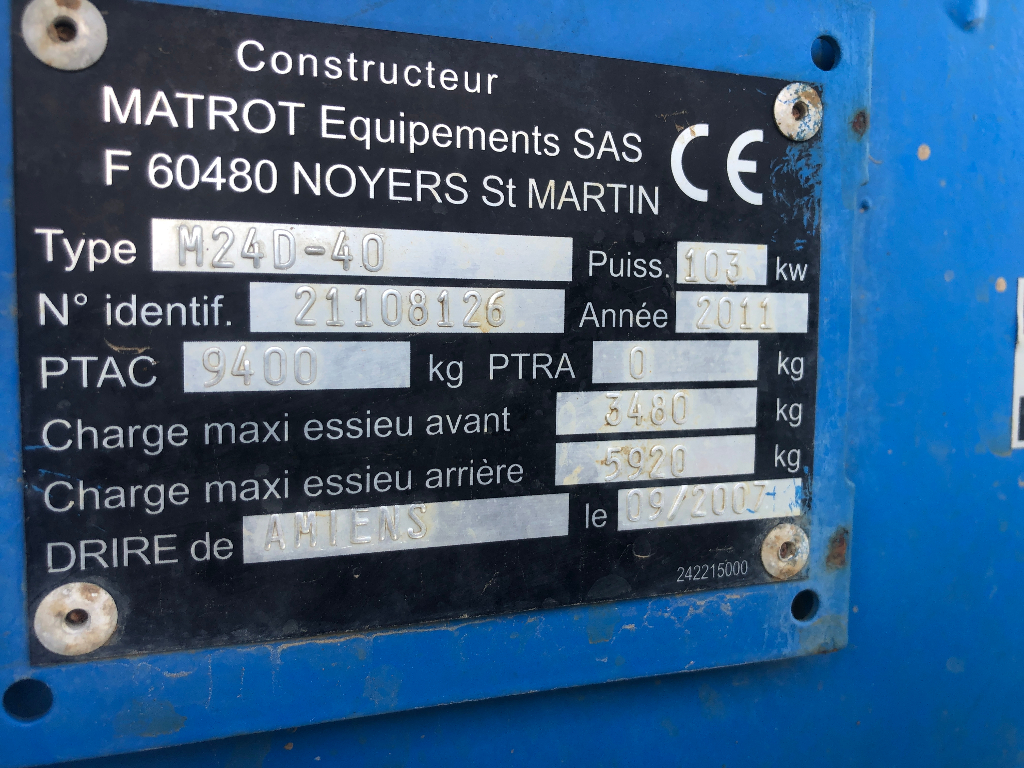 Constructeur
MATROT Equipements SAS CE
F 60480 NOYERS St MARTIN
Type M24D-40 Puiss. 103 kw
N° identif. 21108126 Année 2011
PTAC 9400 kg PTRA 0 kg
Charge maxi essieu avant 3480 kg
Charge maxi essieu arrière 5920 kg
DRIRE de AMIENS le 09/2007
242215000